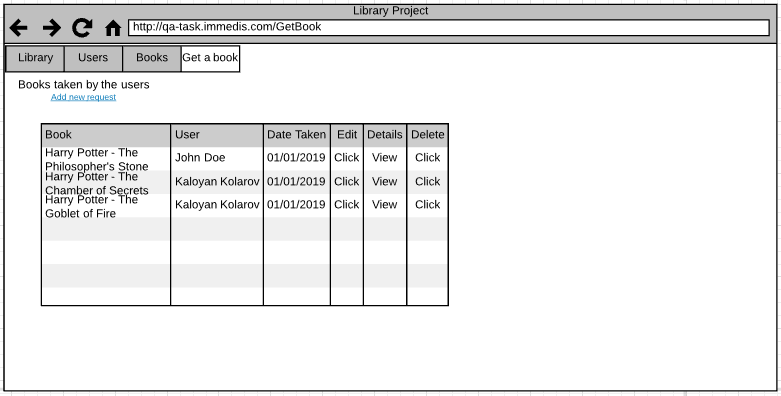 Library Project
http://qa-task.immedis.com/GetBook
Library Users Books Get a book
Books taken by the users
Add new request
Book User Date Taken Edit Details Delete
Harry Potter - The
Philosopher's Stone John Doe 01/01/2019 Click View Click
Harry Potter - The
Chamber of Secrets Kaloyan Kolarov 01/01/2019 Click View Click
Harry Potter - The
Goblet of Fire Kaloyan Kolarov 01/01/2019 Click View Click